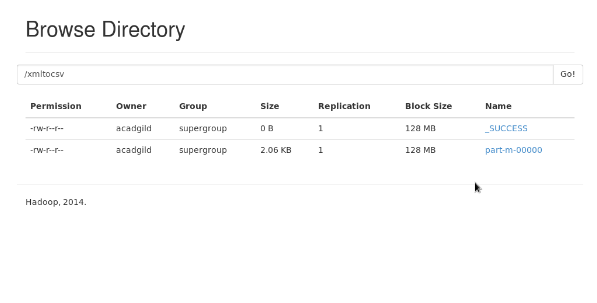 Browse Directory
/xmltocsv Go!
Permission Owner Group Size Replication Block Size Name
-rw-r--r-- acadgild supergroup 0 B 1 128 MB _SUCCESS
-rw-r--r-- acadgild supergroup 2.06 KB 1 128 MB part-m-00000
Hadoop, 2014.